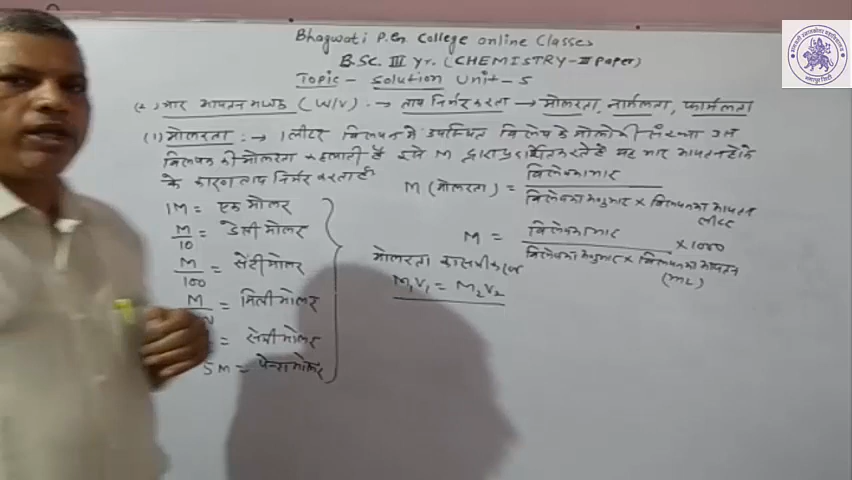 Bhagwati P.G. College online Classes
B.Sc. III Yr. (CHEMISTRY-II Paper)
Topic - Solution Unit-5
भार आयतन (W/V) → ताप निर्भर करता → मोलरता, नार्मलता, फार्मलता
(1) मोलरता :→ 1 लीटर विलयन में उपस्थित विलेय के मोलो की संख्या उस
विलयन की मोलरता कहलाती है इसे M द्वारा प्रदर्शित करते है यह भार आयतन होने
के कारण ताप निर्भर करता है
M (मोलरता) = विलेय का भार / विलेय का अणुभार × विलयन का आयतन लीटर
M = विलेय का भार / विलेय का अणुभार × विलयन का आयतन (mL) × 1000
1M = एक मोलर
M/10 = डेसी मोलर
M/100 = सेंटी मोलर
M = मिली मोलर
= सेमी मोलर
5M = पेन्टा मोलर
मोलरता का समीकरण
M₁V₁ = M₂V₂